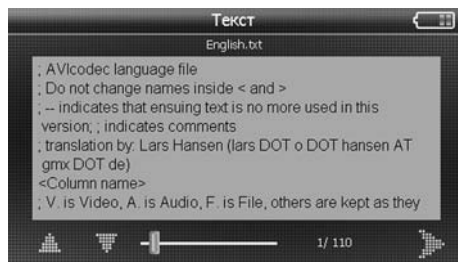 Текст
English.txt
; AVIcodec language file
; Do not change names inside < and >
; -- indicates that ensuing text is no more used in this
version; ; indicates comments
; translation by: Lars Hansen (lars DOT o DOT hansen AT
gmx DOT de)
<Column name>
; V. is Video, A. is Audio, F. is File, others are kept as they
1/ 110